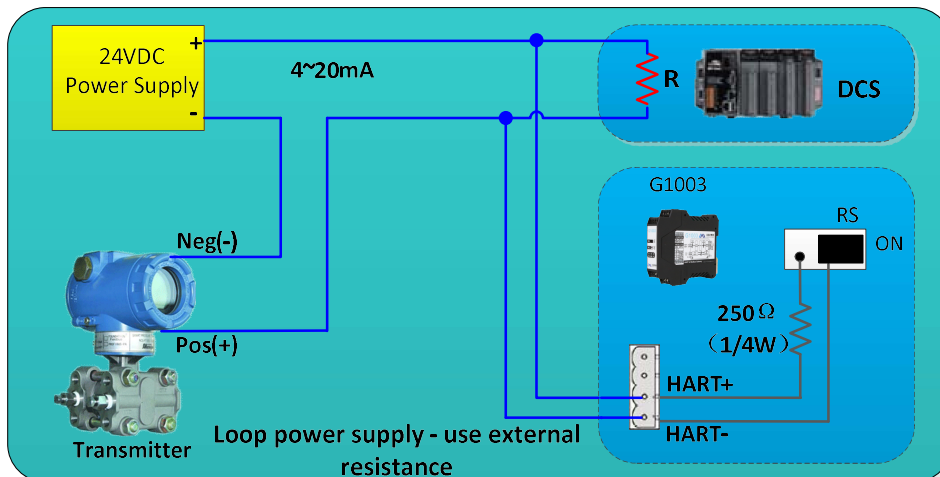 24VDC
Power Supply
+
-
4~20mA
R
DCS
G1003
RS
ON
Neg(-)
Pos(+)
250Ω
（1/4W）
HART+
HART-
Transmitter
Loop power supply - use external
resistance